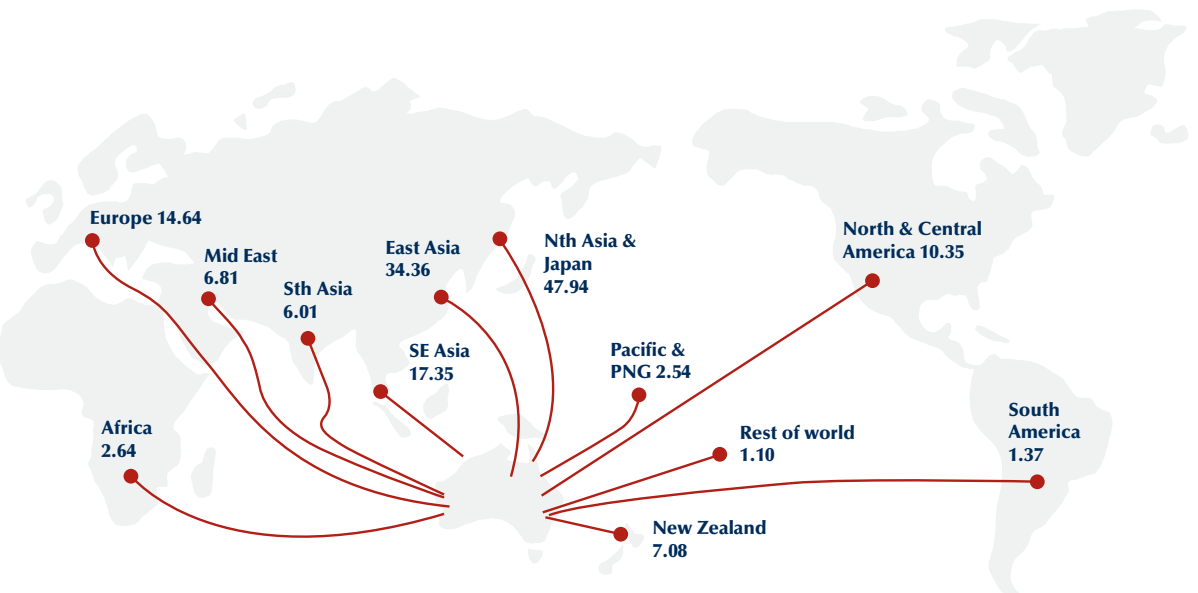 Europe 14.64
Mid East
6.81
Sth Asia
6.01
East Asia
34.36
Nth Asia &
Japan
47.94
North & Central
America 10.35
SE Asia
17.35
Pacific &
PNG 2.54
Africa
2.64
Rest of world
1.10
South
America
1.37
New Zealand
7.08